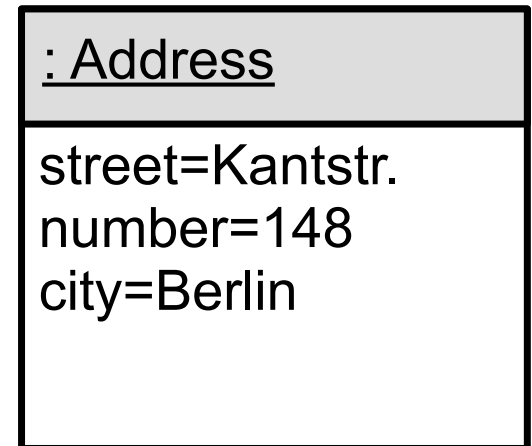 : Address
street=Kantstr.
number=148
city=Berlin